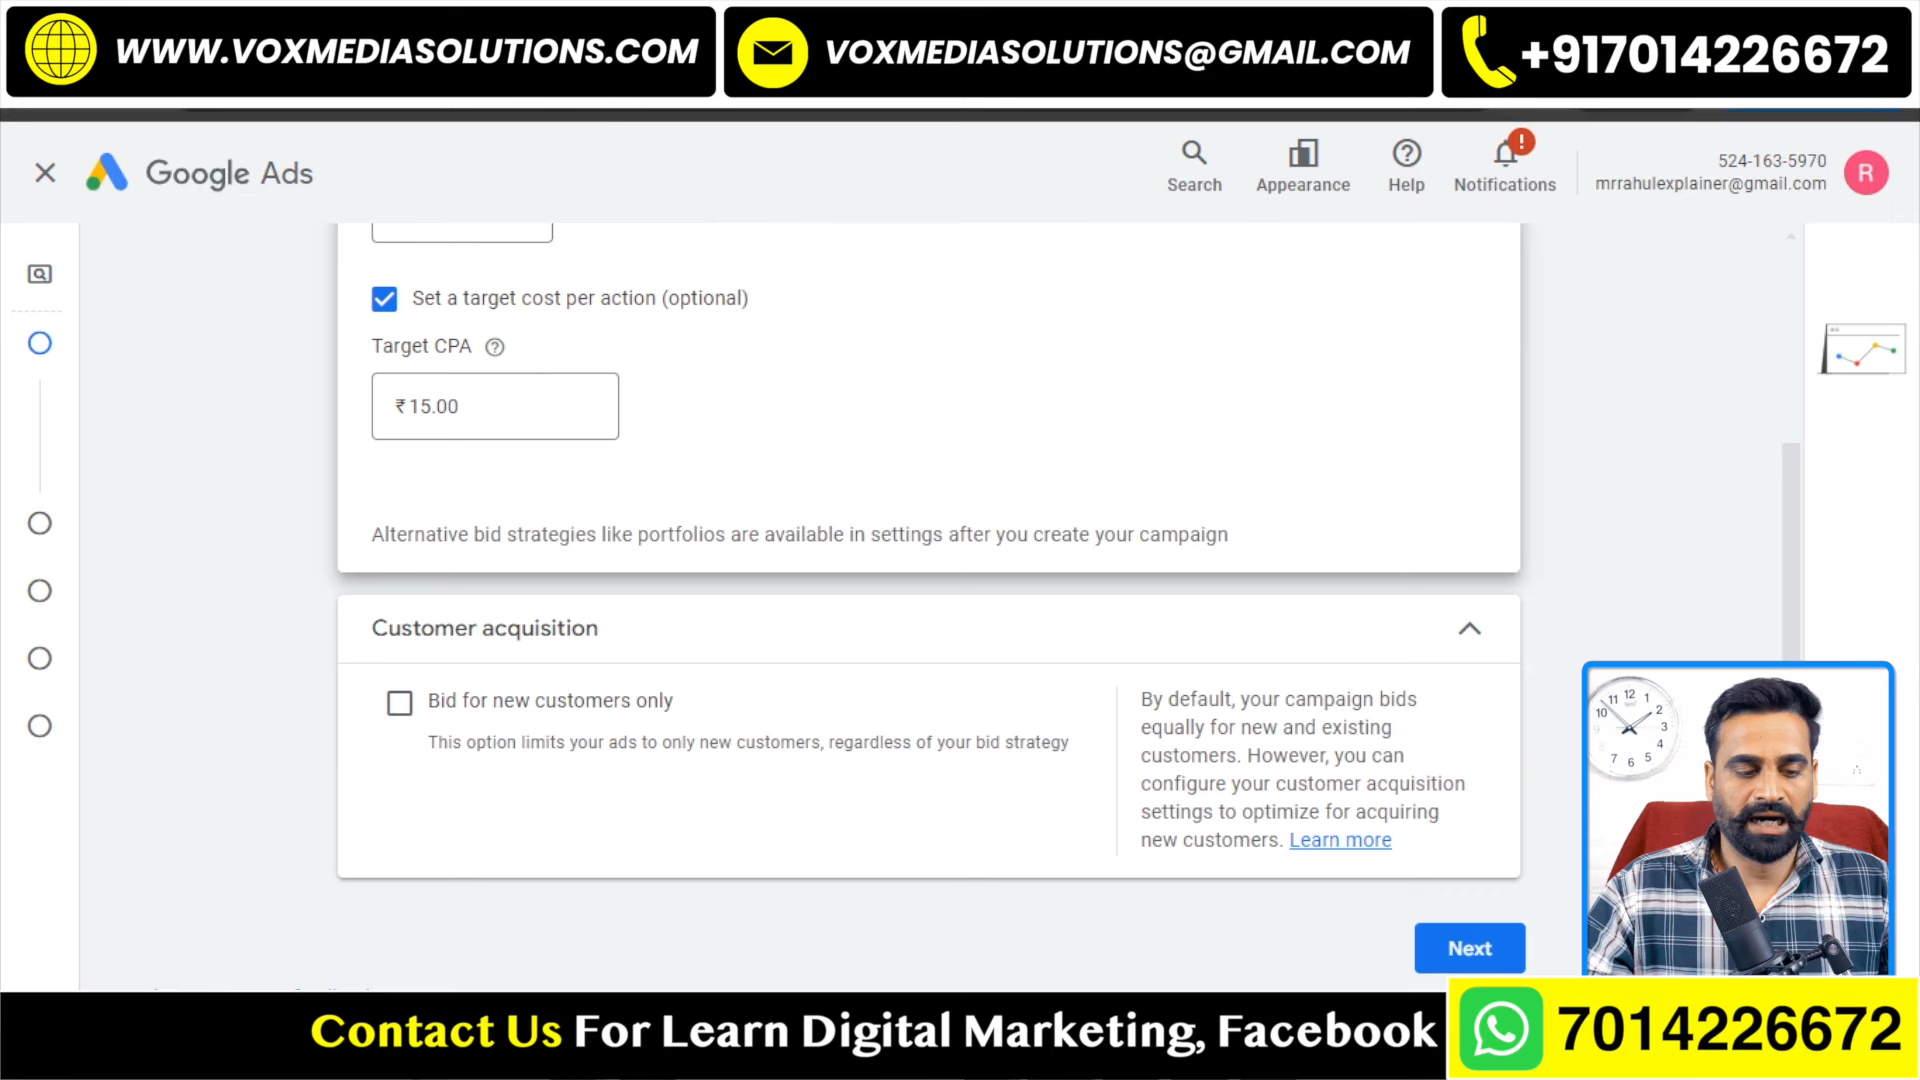 WWW.VOXMEDIASOLUTIONS.COM
VOXMEDIASOLUTIONS@GMAIL.COM
+917014226672
Google Ads
Search
Appearance
Help
Notifications
524-163-5970
mrrahulexplainer@gmail.com
R
Set a target cost per action (optional)
Target CPA
₹15.00
Alternative bid strategies like portfolios are available in settings after you create your campaign
Customer acquisition
Bid for new customers only
This option limits your ads to only new customers, regardless of your bid strategy
By default, your campaign bids
equally for new and existing
customers. However, you can
configure your customer acquisition
settings to optimize for acquiring
new customers. Learn more
Next
Contact Us For Learn Digital Marketing, Facebook
7014226672